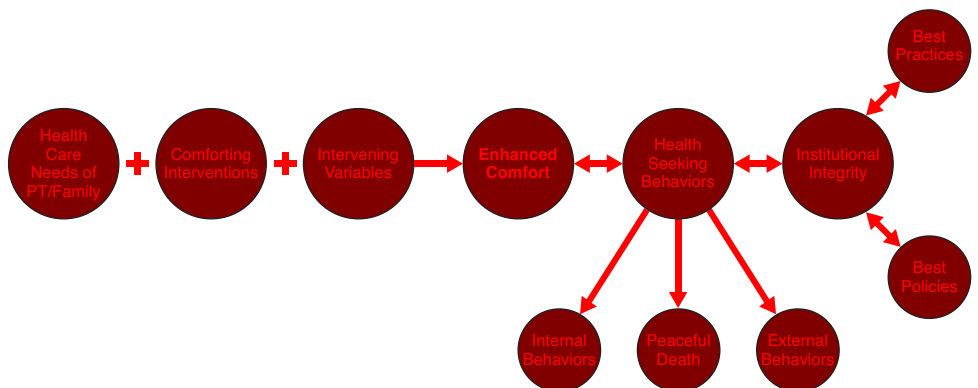 Health
Care
Needs of
PT/Family
Comforting
Interventions
Intervening
Variables
Enhanced
Comfort
Health
Seeking
Behaviors
Institutional
Integrity
Best
Practices
Best
Policies
Internal
Behaviors
Peaceful
Death
External
Behaviors